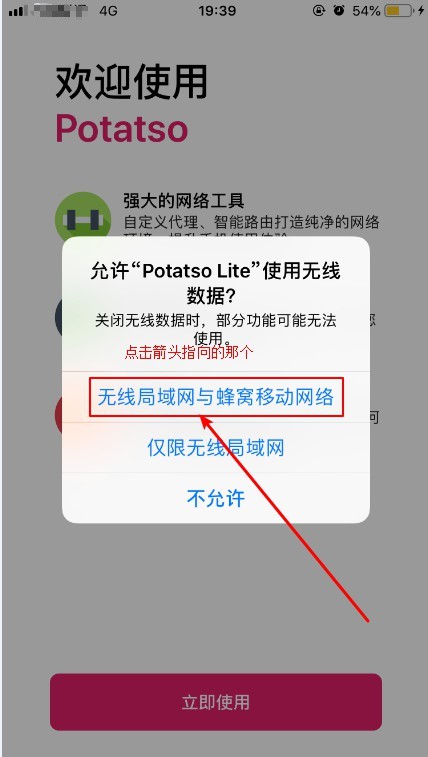 4G 19:39 54%
欢迎使用
Potatso
强大的网络工具
自定义代理、智能路由打造纯净的网络
允许“Potatso Lite”使用无线
数据?
关闭无线数据时，部分功能可能无法
使用。
点击箭头指向的那个
无线局域网与蜂窝移动网络
何
仅限无线局域网
不允许
立即使用